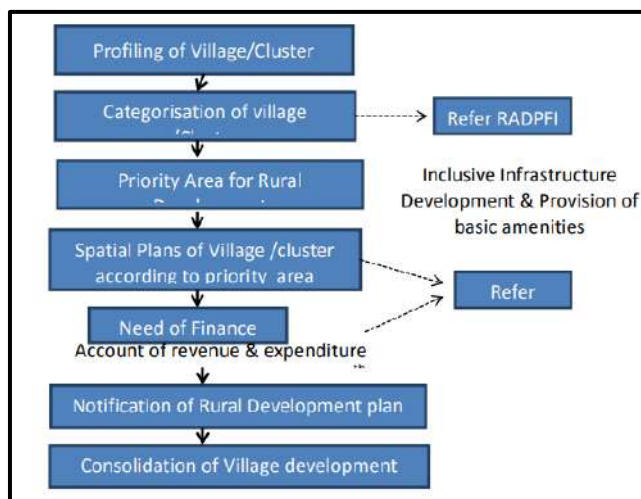 Profiling of Village/Cluster
Categorisation of village
Refer RADPFI
Priority Area for Rural
Inclusive Infrastructure
Development & Provision of
basic amenities
Spatial Plans of Village /cluster
according to priority area
Refer
Need of Finance
Account of revenue & expenditure
Notification of Rural Development plan
Consolidation of Village development